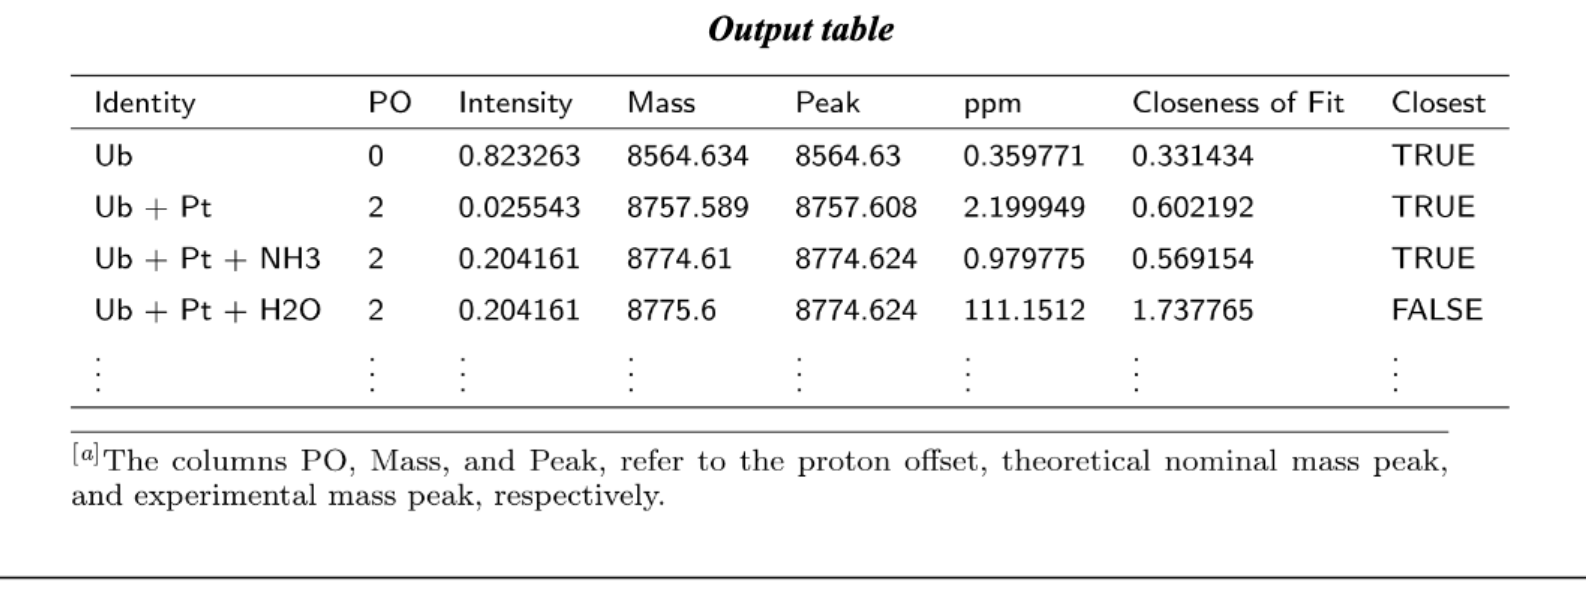 Output table
Identity PO Intensity Mass Peak ppm Closeness of Fit Closest
Ub 0 0.823263 8564.634 8564.63 0.359771 0.331434 TRUE
Ub + Pt 2 0.025543 8757.589 8757.608 2.199949 0.602192 TRUE
Ub + Pt + NH3 2 0.204161 8774.61 8774.624 0.979775 0.569154 TRUE
Ub + Pt + H2O 2 0.204161 8775.6 8774.624 111.1512 1.737765 FALSE
⋮ ⋮ ⋮ ⋮ ⋮ ⋮ ⋮ ⋮
[a]The columns PO, Mass, and Peak, refer to the proton offset, theoretical nominal mass peak,
and experimental mass peak, respectively.